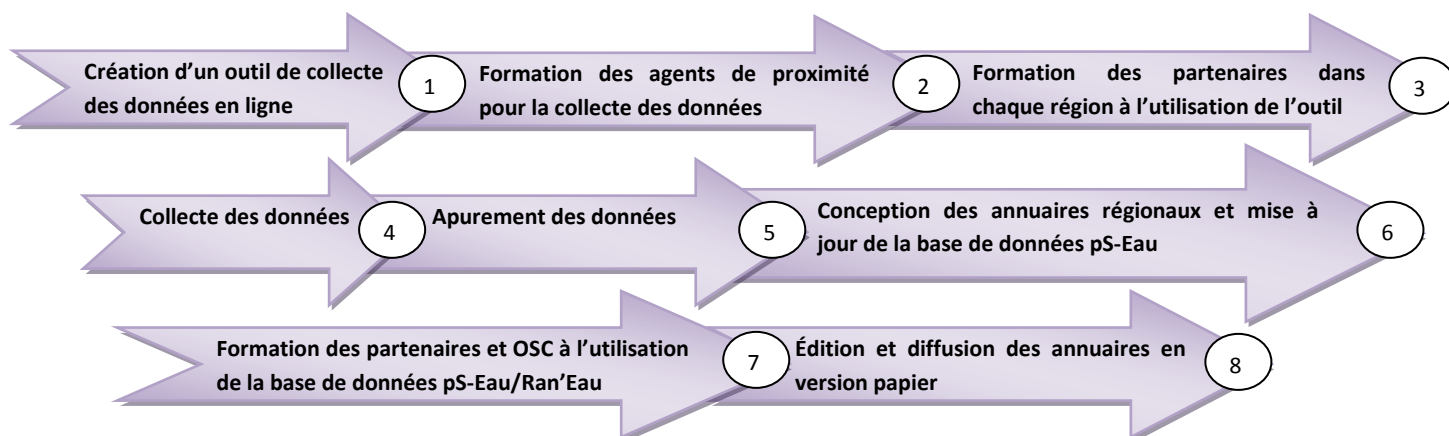 Création d’un outil de collecte
des données en ligne
1
Formation des agents de proximité
pour la collecte des données
2
Formation des partenaires dans
chaque région à l’utilisation de l’outil
3
Collecte des données
4
Apurement des données
5
Conception des annuaires régionaux et mise à
jour de la base de données pS-Eau
6
Formation des partenaires et OSC à l’utilisation
de la base de données pS-Eau/Ran’Eau
7
Édition et diffusion des annuaires en
version papier
8